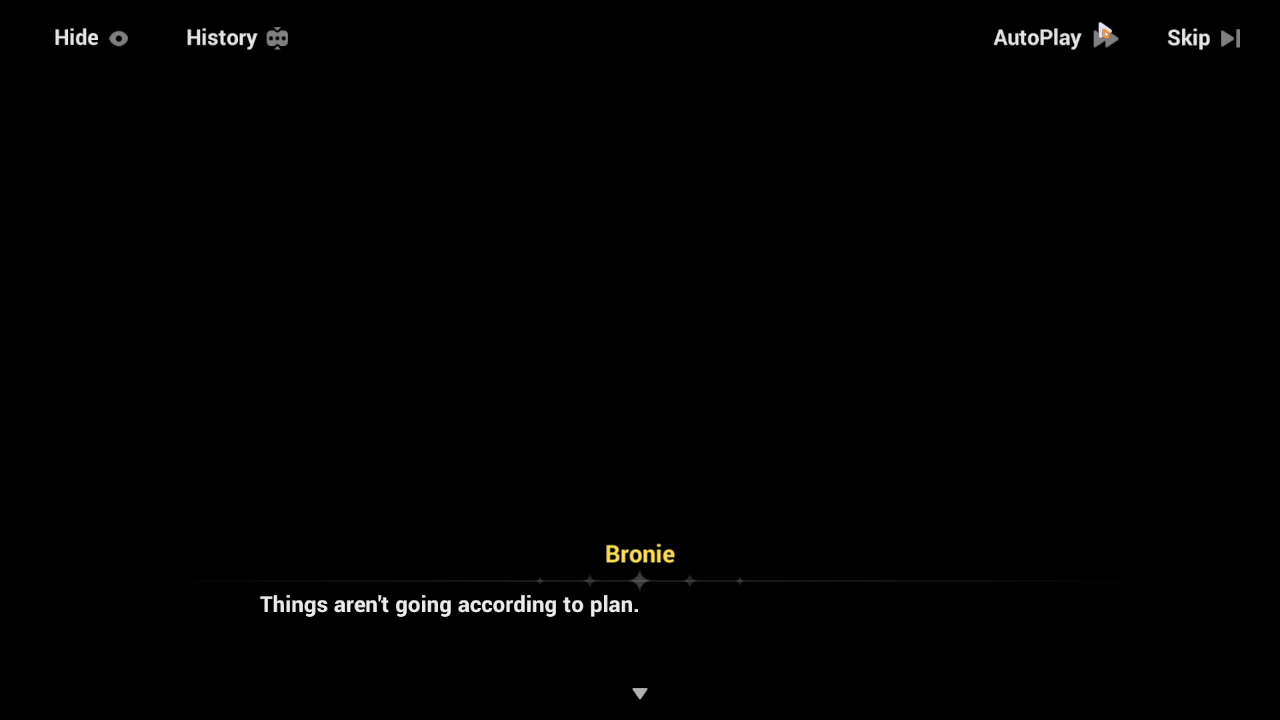 Hide
History
AutoPlay
Skip
Bronie
Things aren't going according to plan.